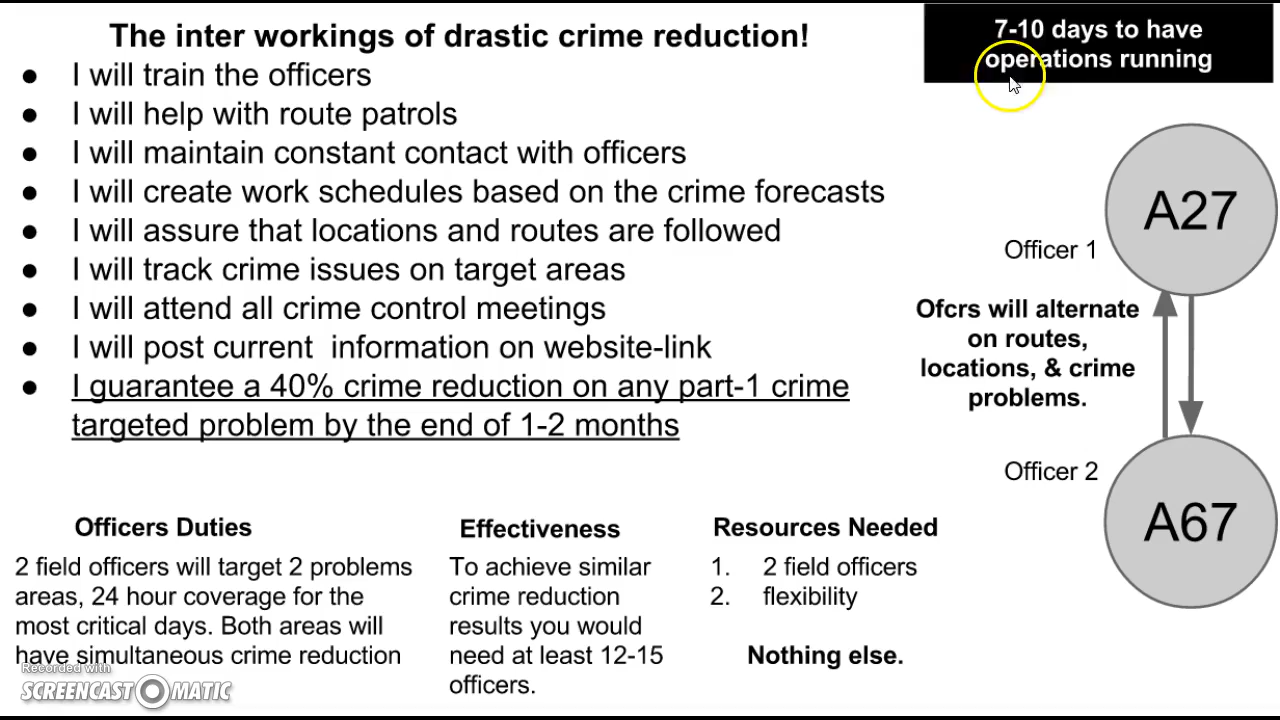 The inter workings of drastic crime reduction!
● I will train the officers
● I will help with route patrols
● I will maintain constant contact with officers
● I will create work schedules based on the crime forecasts
● I will assure that locations and routes are followed
● I will track crime issues on target areas
● I will attend all crime control meetings
● I will post current  information on website-link
● I guarantee a 40% crime reduction on any part-1 crime
targeted problem by the end of 1-2 months
7-10 days to have
operations running
A27
Officer 1
Ofcrs will alternate
on routes,
locations, & crime
problems.
Officer 2
A67
Officers Duties
2 field officers will target 2 problems
areas, 24 hour coverage for the
most critical days. Both areas will
have simultaneous crime reduction
Effectiveness
To achieve similar
crime reduction
results you would
need at least 12-15
officers.
Resources Needed
1. 2 field officers
2. flexibility
Nothing else.
Recorded with
SCREENCAST MATIC